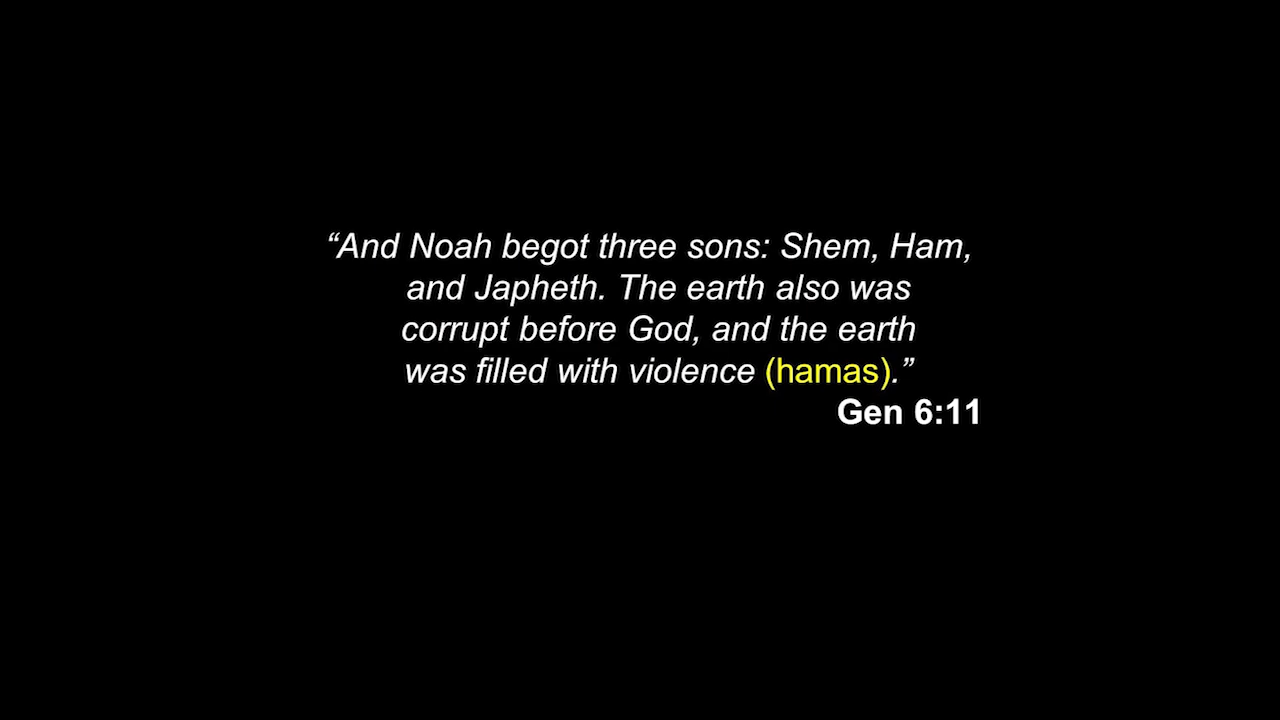 “And Noah begot three sons: Shem, Ham,
and Japheth. The earth also was
corrupt before God, and the earth
was filled with violence (hamas).”
Gen 6:11